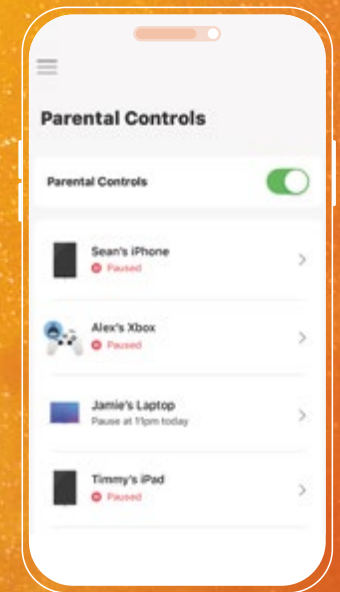 Parental Controls
Parental Controls
Sean's iPhone
Paused
Alex's Xbox
Paused
Jamie's Laptop
Pause at 11pm today
Timmy's iPad
Paused